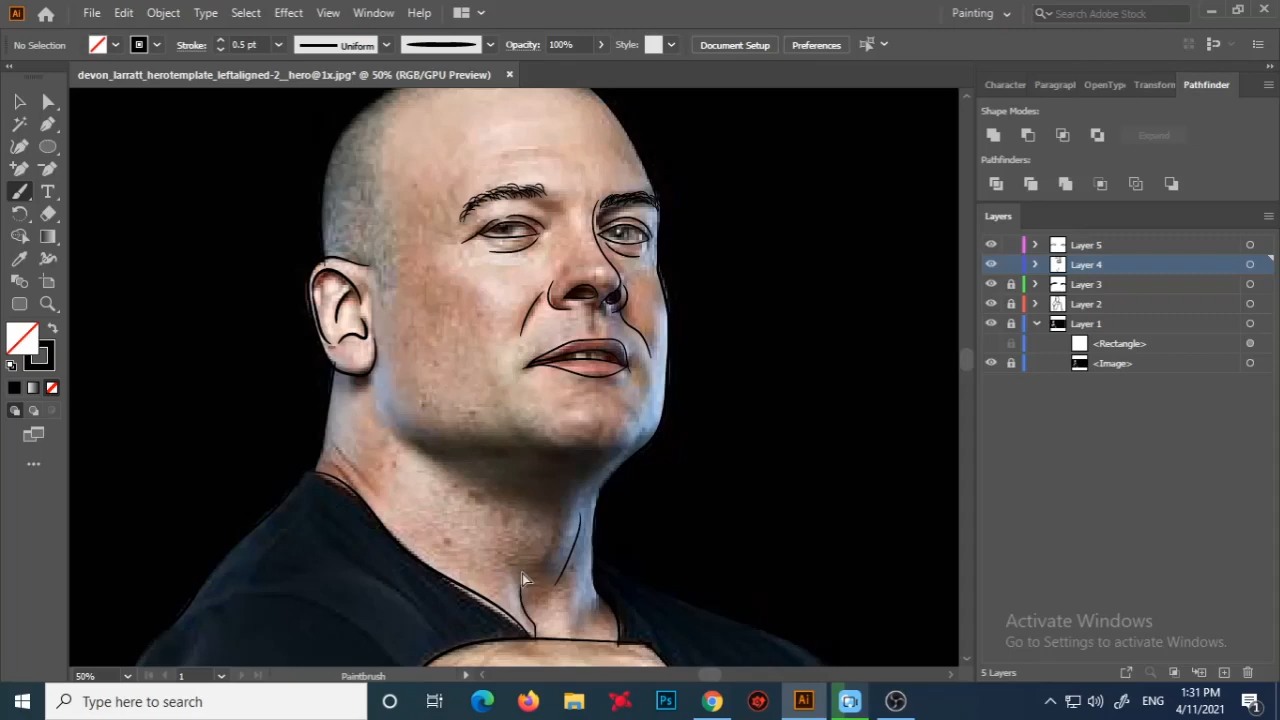 Ai File Edit Object Type Select Effect View Window Help Painting Search Adobe Stock
No Selection Stroke: 0.5 pt Uniform Opacity: 100% Style: Document Setup Preferences
devon_larratt_herotemplate_leftaligned-2__hero@1x.jpg* @ 50% (RGB/GPU Preview)
Character Paragrapl OpenType Transform Pathfinder
Shape Modes:
Expand
Pathfinders:
Layers
Layer 5
Layer 4
Layer 3
Layer 2
Layer 1
<Rectangle>
<Image>
Activate Windows
Go to Settings to activate Windows.
50% 1 Paintbrush 5 Layers
Type here to search Ps Ai ENG 1:31 PM
4/11/2021 1